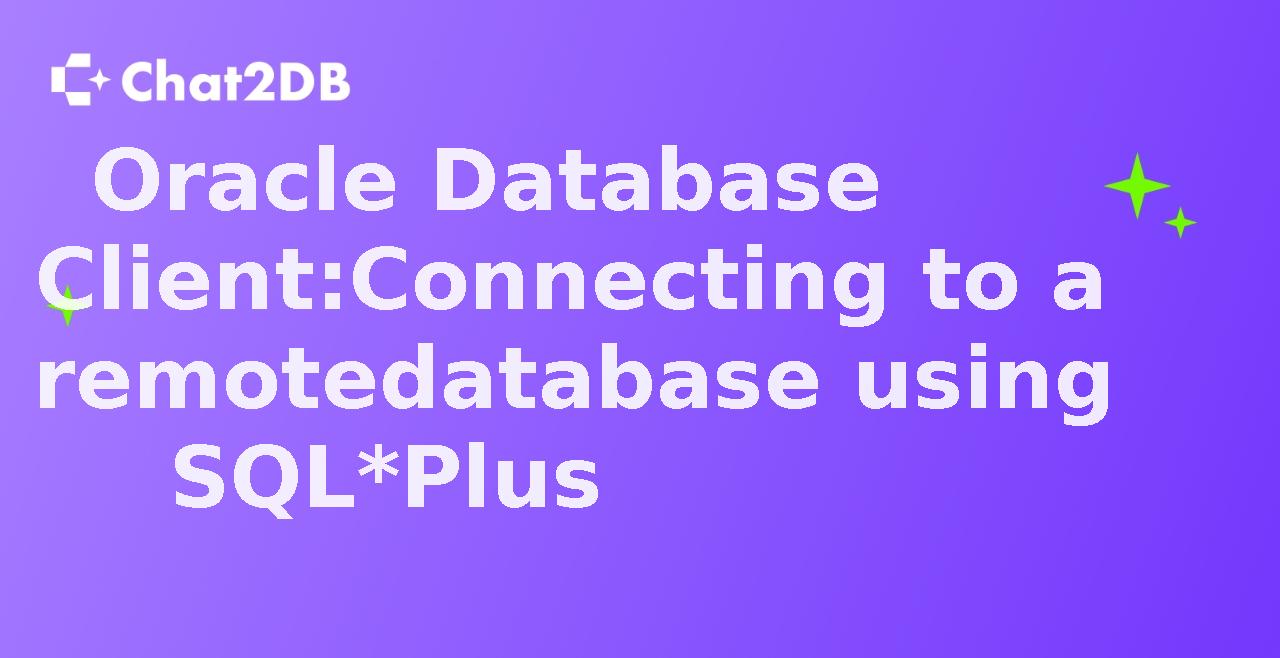 Chat2DB
Oracle Database
Client:Connecting to a
remotedatabase using
SQL*Plus